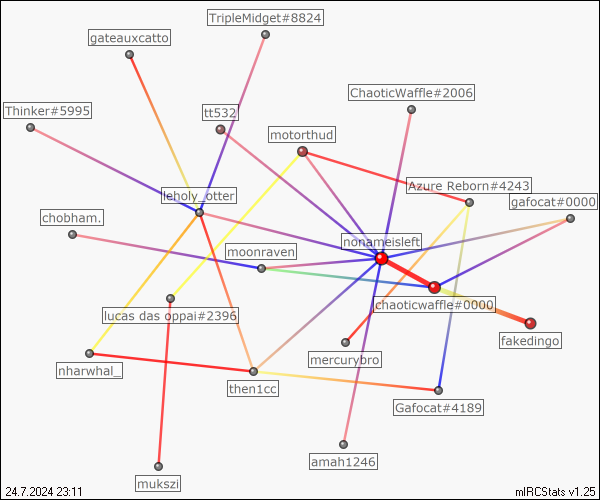 TripleMidget#8824
gateauxcatto
ChaoticWaffle#2006
Thinker#5995
tt532
motorthud
Azure Reborn#4243
leholy_otter
gafocat#0000
chobham.
nonameisleft
moonraven
chaoticwaffle#0000
lucas das oppai#2396
fakedingo
mercurybro
nharwhal_
then1cc
Gafocat#4189
amah1246
mukszi
24.7.2024 23:11
mIRCStats v1.25